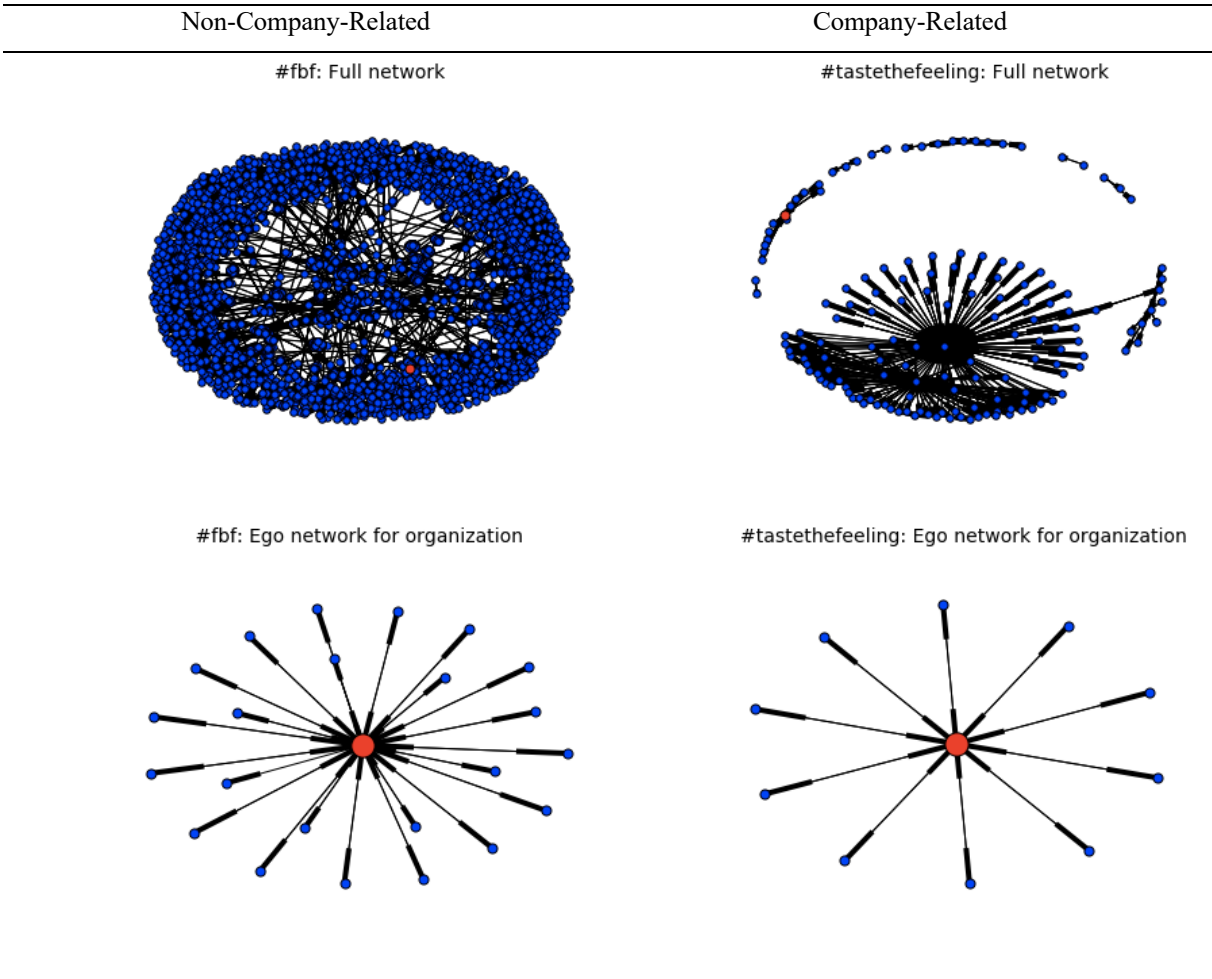 Non-Company-Related Company-Related
#fbf: Full network #tastethefeeling: Full network
#fbf: Ego network for organization #tastethefeeling: Ego network for organization